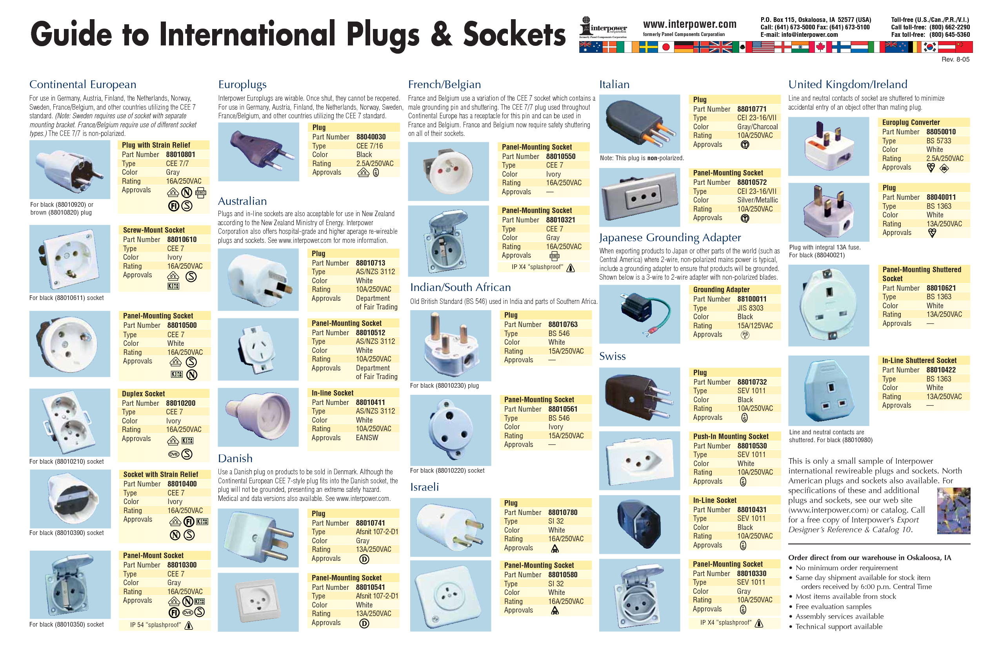 Guide to International Plugs & Sockets
interpower
corporation
formerly Panel Components Corporation
www.interpower.com
formerly Panel Components Corporation
P.O. Box 115, Oskaloosa, IA 52577 (USA)
Call: (641) 673-5000 Fax: (641) 673-5100
E-mail: info@interpower.com
Toll-free (U.S./Can./P.R./V.I.)
Call toll-free: (800) 662-2290
Fax toll-free: (800) 645-5360
Rev. 8-05
Continental European
For use in Germany, Austria, Finland, the Netherlands, Norway,
Sweden, France/Belgium, and other countries utilizing the CEE 7
standard. (Note: Sweden requires use of socket with separate
mounting bracket. France/Belgium require use of different socket
types.) The CEE 7/7 is non-polarized.
Plug with Strain Relief
Part Number 88010801
Type CEE 7/7
Color Gray
Rating 16A/250VAC
Approvals
For black (88010920) or
brown (88010820) plug
Screw-Mount Socket
Part Number 88010610
Type CEE 7
Color Ivory
Rating 16A/250VAC
Approvals
For black (88010611) socket
Panel-Mounting Socket
Part Number 88010500
Type CEE 7
Color White
Rating 16A/250VAC
Approvals
Duplex Socket
Part Number 88010200
Type CEE 7
Color Ivory
Rating 16A/250VAC
Approvals
For black (88010210) socket
Socket with Strain Relief
Part Number 88010400
Type CEE 7
Color Ivory
Rating 16A/250VAC
Approvals
For black (88010390) socket
Panel-Mount Socket
Part Number 88010300
Type CEE 7
Color Gray
Rating 16A/250VAC
Approvals
IP 54 “splashproof”
For black (88010350) socket
Europlugs
Interpower Europlugs are wirable. Once shut, they cannot be reopened.
For use in Germany, Austria, Finland, the Netherlands, Norway, Sweden,
France/Belgium, and other countries utilizing the CEE 7 standard.
Plug
Part Number 88040030
Type CEE 7/16
Color Black
Rating 2.5A/250VAC
Approvals
Australian
Plugs and in-line sockets are also acceptable for use in New Zealand
according to the New Zealand Ministry of Energy. Interpower
Corporation also offers hospital-grade and higher aperage re-wireable
plugs and sockets. See www.interpower.com for more information.
Plug
Part Number 88010713
Type AS/NZS 3112
Color White
Rating 10A/250VAC
Approvals Department
of Fair Trading
Panel-Mounting Socket
Part Number 88010512
Type AS/NZS 3112
Color White
Rating 10A/250VAC
Approvals Department
of Fair Trading
In-line Socket
Part Number 88010411
Type AS/NZS 3112
Color White
Rating 10A/250VAC
Approvals EANSW
Danish
Use a Danish plug on products to be sold in Denmark. Although the
Continental European CEE 7-style plug fits into the Danish socket, the
plug will not be grounded, presenting an extreme safety hazard.
Medical and data versions also available. See www.interpower.com.
Plug
Part Number 88010741
Type Afsnit 107-2-D1
Color Gray
Rating 13A/250VAC
Approvals
Panel-Mounting Socket
Part Number 88010541
Type Afsnit 107-2-D1
Color White
Rating 13A/250VAC
Approvals
French/Belgian
France and Belgium use a variation of the CEE 7 socket which contains a
male grounding pin and shuttering. The CEE 7/7 plug used throughout
Continental Europe has a receptacle for this pin and can be used in
France and Belgium. France and Belgium now require safety shuttering
on all of their sockets.
Panel-Mounting Socket
Part Number 88010550
Type CEE 7
Color Ivory
Rating 16A/250VAC
Approvals —
Panel-Mounting Socket
Part Number 88010321
Type CEE 7
Color Gray
Rating 16A/250VAC
Approvals
IP X4 “splashproof”
Indian/South African
Old British Standard (BS 546) used in India and parts of Southern Africa.
Plug
Part Number 88010763
Type BS 546
Color White
Rating 15A/250VAC
Approvals —
For black (88010230) plug
Panel-Mounting Socket
Part Number 88010561
Type BS 546
Color Ivory
Rating 15A/250VAC
Approvals —
For black (88010220) socket
Israeli
Plug
Part Number 88010780
Type SI 32
Color White
Rating 16A/250VAC
Approvals
Panel-Mounting Socket
Part Number 88010580
Type SI 32
Color White
Rating 16A/250VAC
Approvals
Italian
Plug
Part Number 88010771
Type CEI 23-16/VII
Color Gray/Charcoal
Rating 10A/250VAC
Approvals
Note: This plug is non-polarized.
Panel-Mounting Socket
Part Number 88010572
Type CEI 23-16/VII
Color Silver/Metallic
Rating 10A/250VAC
Approvals
Japanese Grounding Adapter
When exporting products to Japan or other parts of the world (such as
Central America) where 2-wire, non-polarized mains power is typical,
include a grounding adapter to ensure that products will be grounded.
Shown below is a 3-wire to 2-wire adapter with non-polarized blades.
Grounding Adapter
Part Number 88100011
Type JIS 8303
Color Black
Rating 15A/125VAC
Approvals
Swiss
Plug
Part Number 88010732
Type SEV 1011
Color Black
Rating 10A/250VAC
Approvals
Push-In Mounting Socket
Part Number 88010530
Type SEV 1011
Color White
Rating 10A/250VAC
Approvals
In-Line Socket
Part Number 88010431
Type SEV 1011
Color Black
Rating 10A/250VAC
Approvals
Panel-Mounting Socket
Part Number 88010330
Type SEV 1011
Color Gray
Rating 10A/250VAC
Approvals
IP X4 “splashproof”
United Kingdom/Ireland
Line and neutral contacts of socket are shuttered to minimize
accidental entry of an object other than mating plug.
Europlug Converter
Part Number 88050010
Type BS 5733
Color White
Rating 2.5A/250VAC
Approvals
Plug
Part Number 88040011
Type BS 1363
Color White
Rating 13A/250VAC
Approvals
Plug with integral 13A fuse.
For black (88040021)
Panel-Mounting Shuttered
Socket
Part Number 88010621
Type BS 1363
Color White
Rating 13A/250VAC
Approvals —
In-Line Shuttered Socket
Part Number 88010422
Type BS 1363
Color White
Rating 13A/250VAC
Approvals —
Line and neutral contacts are
shuttered. For black (88010980)
This is only a small sample of Interpower
international rewireable plugs and sockets. North
American plugs and sockets also available. For
specifications of these and additional
plugs and sockets, see our web site
(www.interpower.com) or catalog. Call
for a free copy of Interpower’s Export
Designer’s Reference & Catalog 10.
Order direct from our warehouse in Oskaloosa, IA
• No minimum order requirement
• Same day shipment available for stock item
orders received by 6:00 p.m. Central Time
• Most items available from stock
• Free evaluation samples
• Assembly services available
• Technical support available